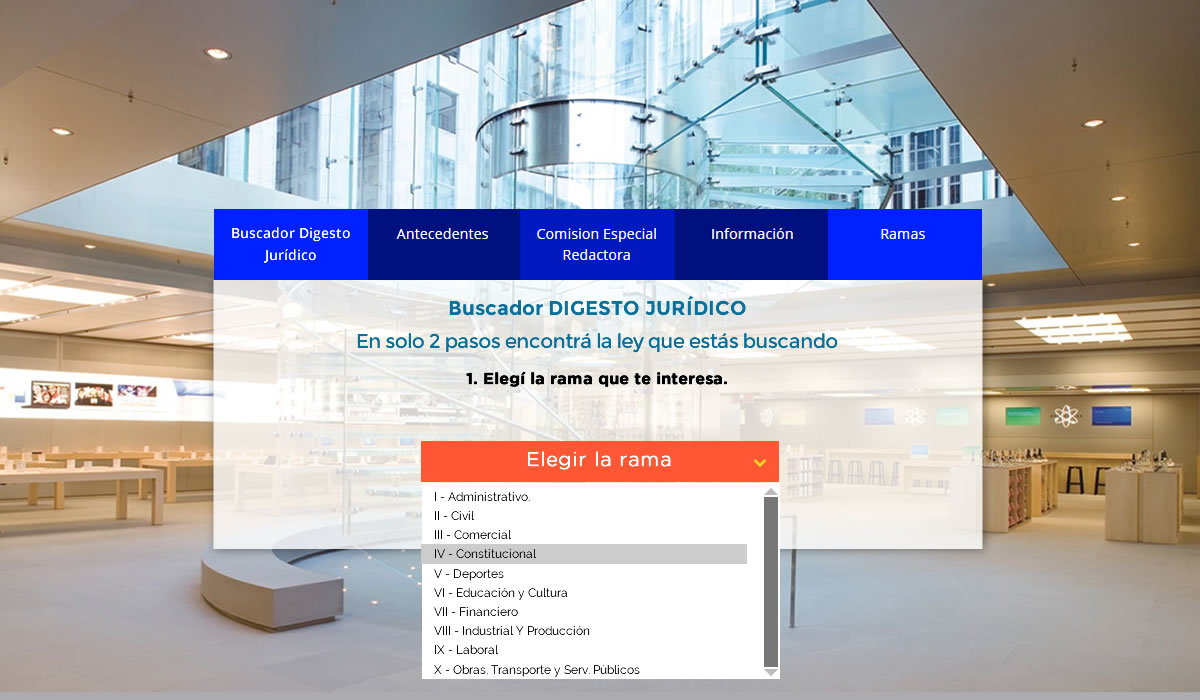 Buscador Digesto
Jurídico
Antecedentes
Comision Especial
Redactora
Información
Ramas
Buscador DIGESTO JURÍDICO
En solo 2 pasos encontrá la ley que estás buscando
1. Elegí la rama que te interesa.
Elegir la rama
I - Administrativo.
II - Civil
III - Comercial
IV - Constitucional
V - Deportes
VI - Educación y Cultura
VII - Financiero
VIII - Industrial Y Producción
IX - Laboral
X - Obras, Transporte y Serv. Públicos